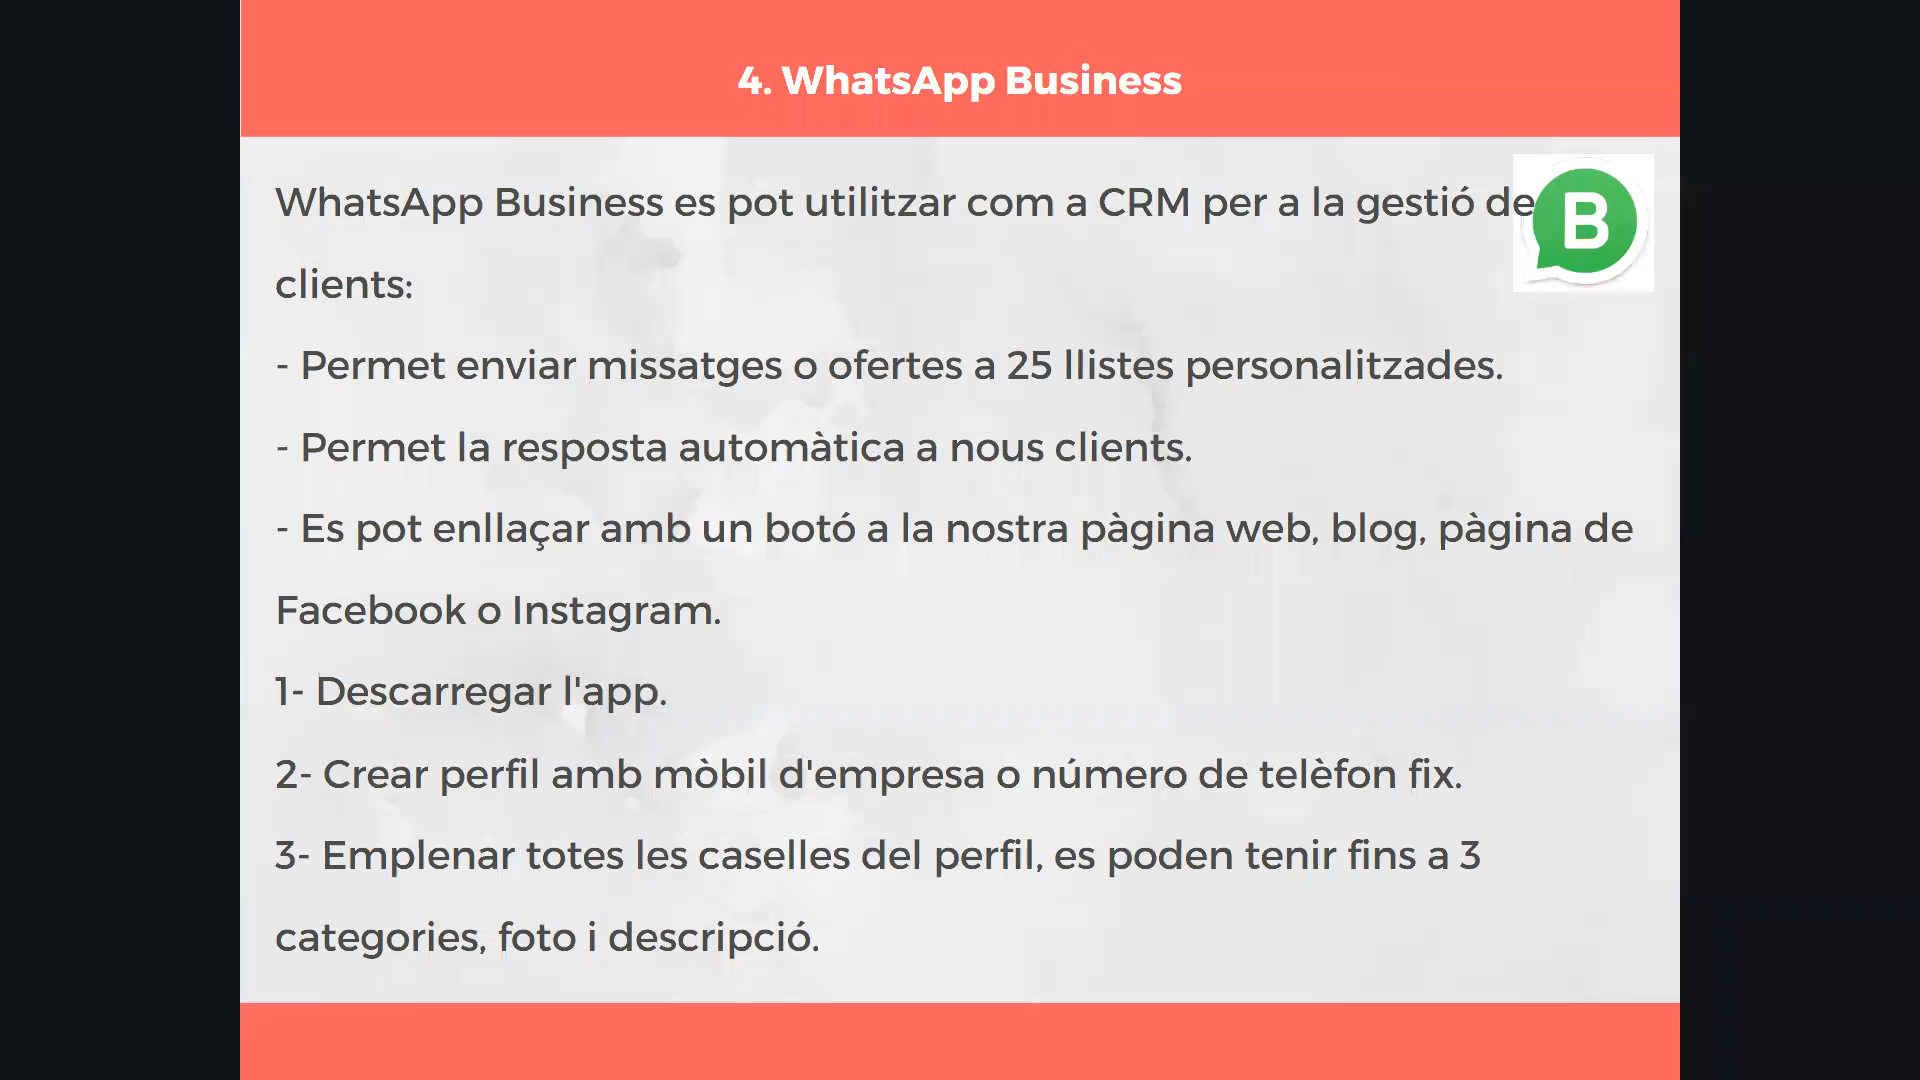 4. WhatsApp Business
WhatsApp Business es pot utilitzar com a CRM per a la gestió de
B
clients:
- Permet enviar missatges o ofertes a 25 llistes personalitzades.
- Permet la resposta automàtica a nous clients.
- Es pot enllaçar amb un botó a la nostra pàgina web, blog, pàgina de
Facebook o Instagram.
1- Descarregar l'app.
2- Crear perfil amb mòbil d'empresa o número de telèfon fix.
3- Emplenar totes les caselles del perfil, es poden tenir fins a 3
categories, foto i descripció.